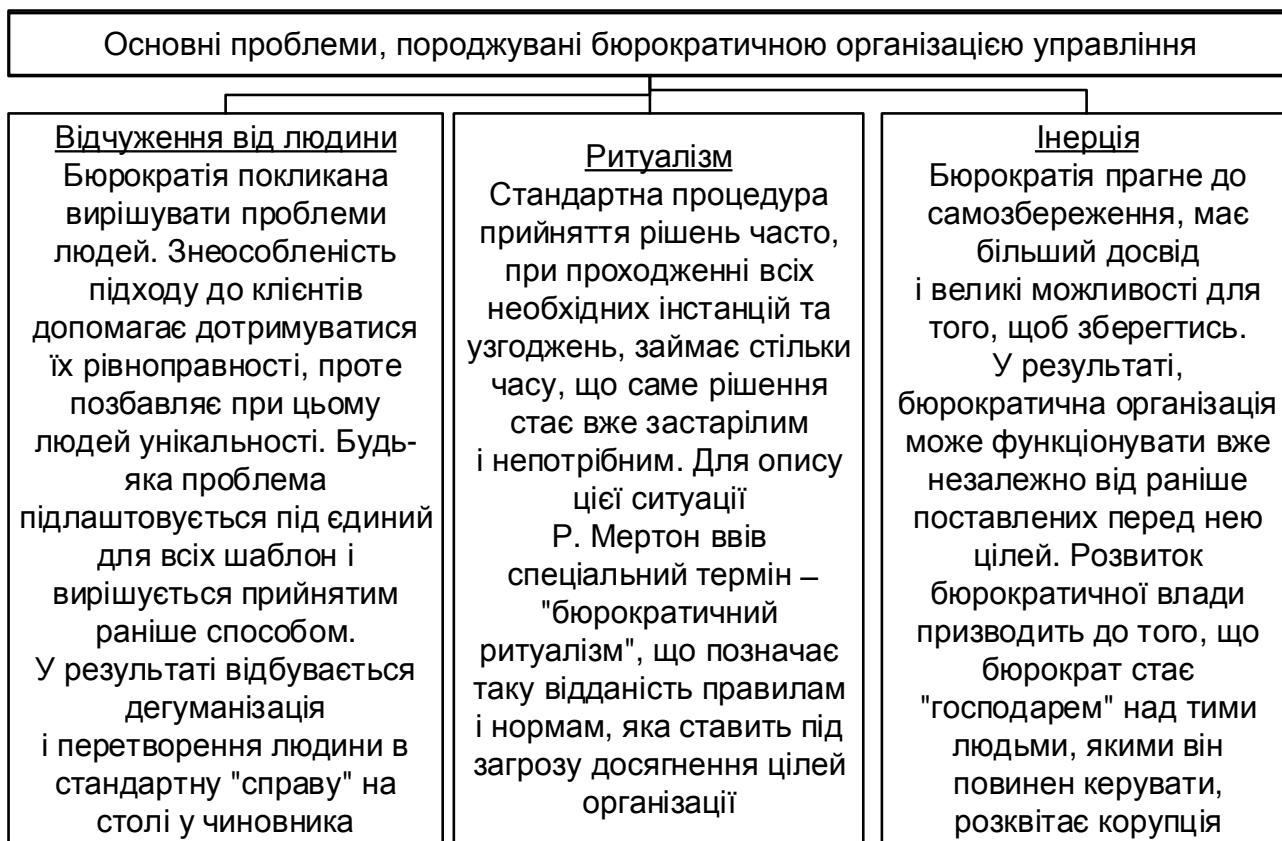 Основні проблеми, породжувані бюрократичною організацією управління
Відчуження від людини
Бюрократія покликана
вирішувати проблеми
людей. Знеособленість
підходу до клієнтів
допомагає дотримуватися
їх рівноправності, проте
позбавляє при цьому
людей унікальності. Будь-
яка проблема
підлаштовується під єдиний
для всіх шаблон і
вирішується прийнятим
раніше способом.
У результаті відбувається
дегуманізація
і перетворення людини в
стандартну "справу" на
столі у чиновника
Ритуалізм
Стандартна процедура
прийняття рішень часто,
при проходженні всіх
необхідних інстанцій та
узгоджень, займає стільки
часу, що саме рішення
стає вже застарілим
і непотрібним. Для опису
цієї ситуації
Р. Мертон ввів
спеціальний термін –
"бюрократичний
ритуалізм", що позначає
таку відданість правилам
і нормам, яка ставить під
загрозу досягнення цілей
організації
Інерція
Бюрократія прагне до
самозбереження, має
більший досвід
і великі можливості для
того, щоб зберегтись.
У результаті,
бюрократична організація
може функціонувати вже
незалежно від раніше
поставлених перед нею
цілей. Розвиток
бюрократичної влади
призводить до того, що
бюрократ стає
"господарем" над тими
людьми, якими він
повинен керувати,
розквітає корупція